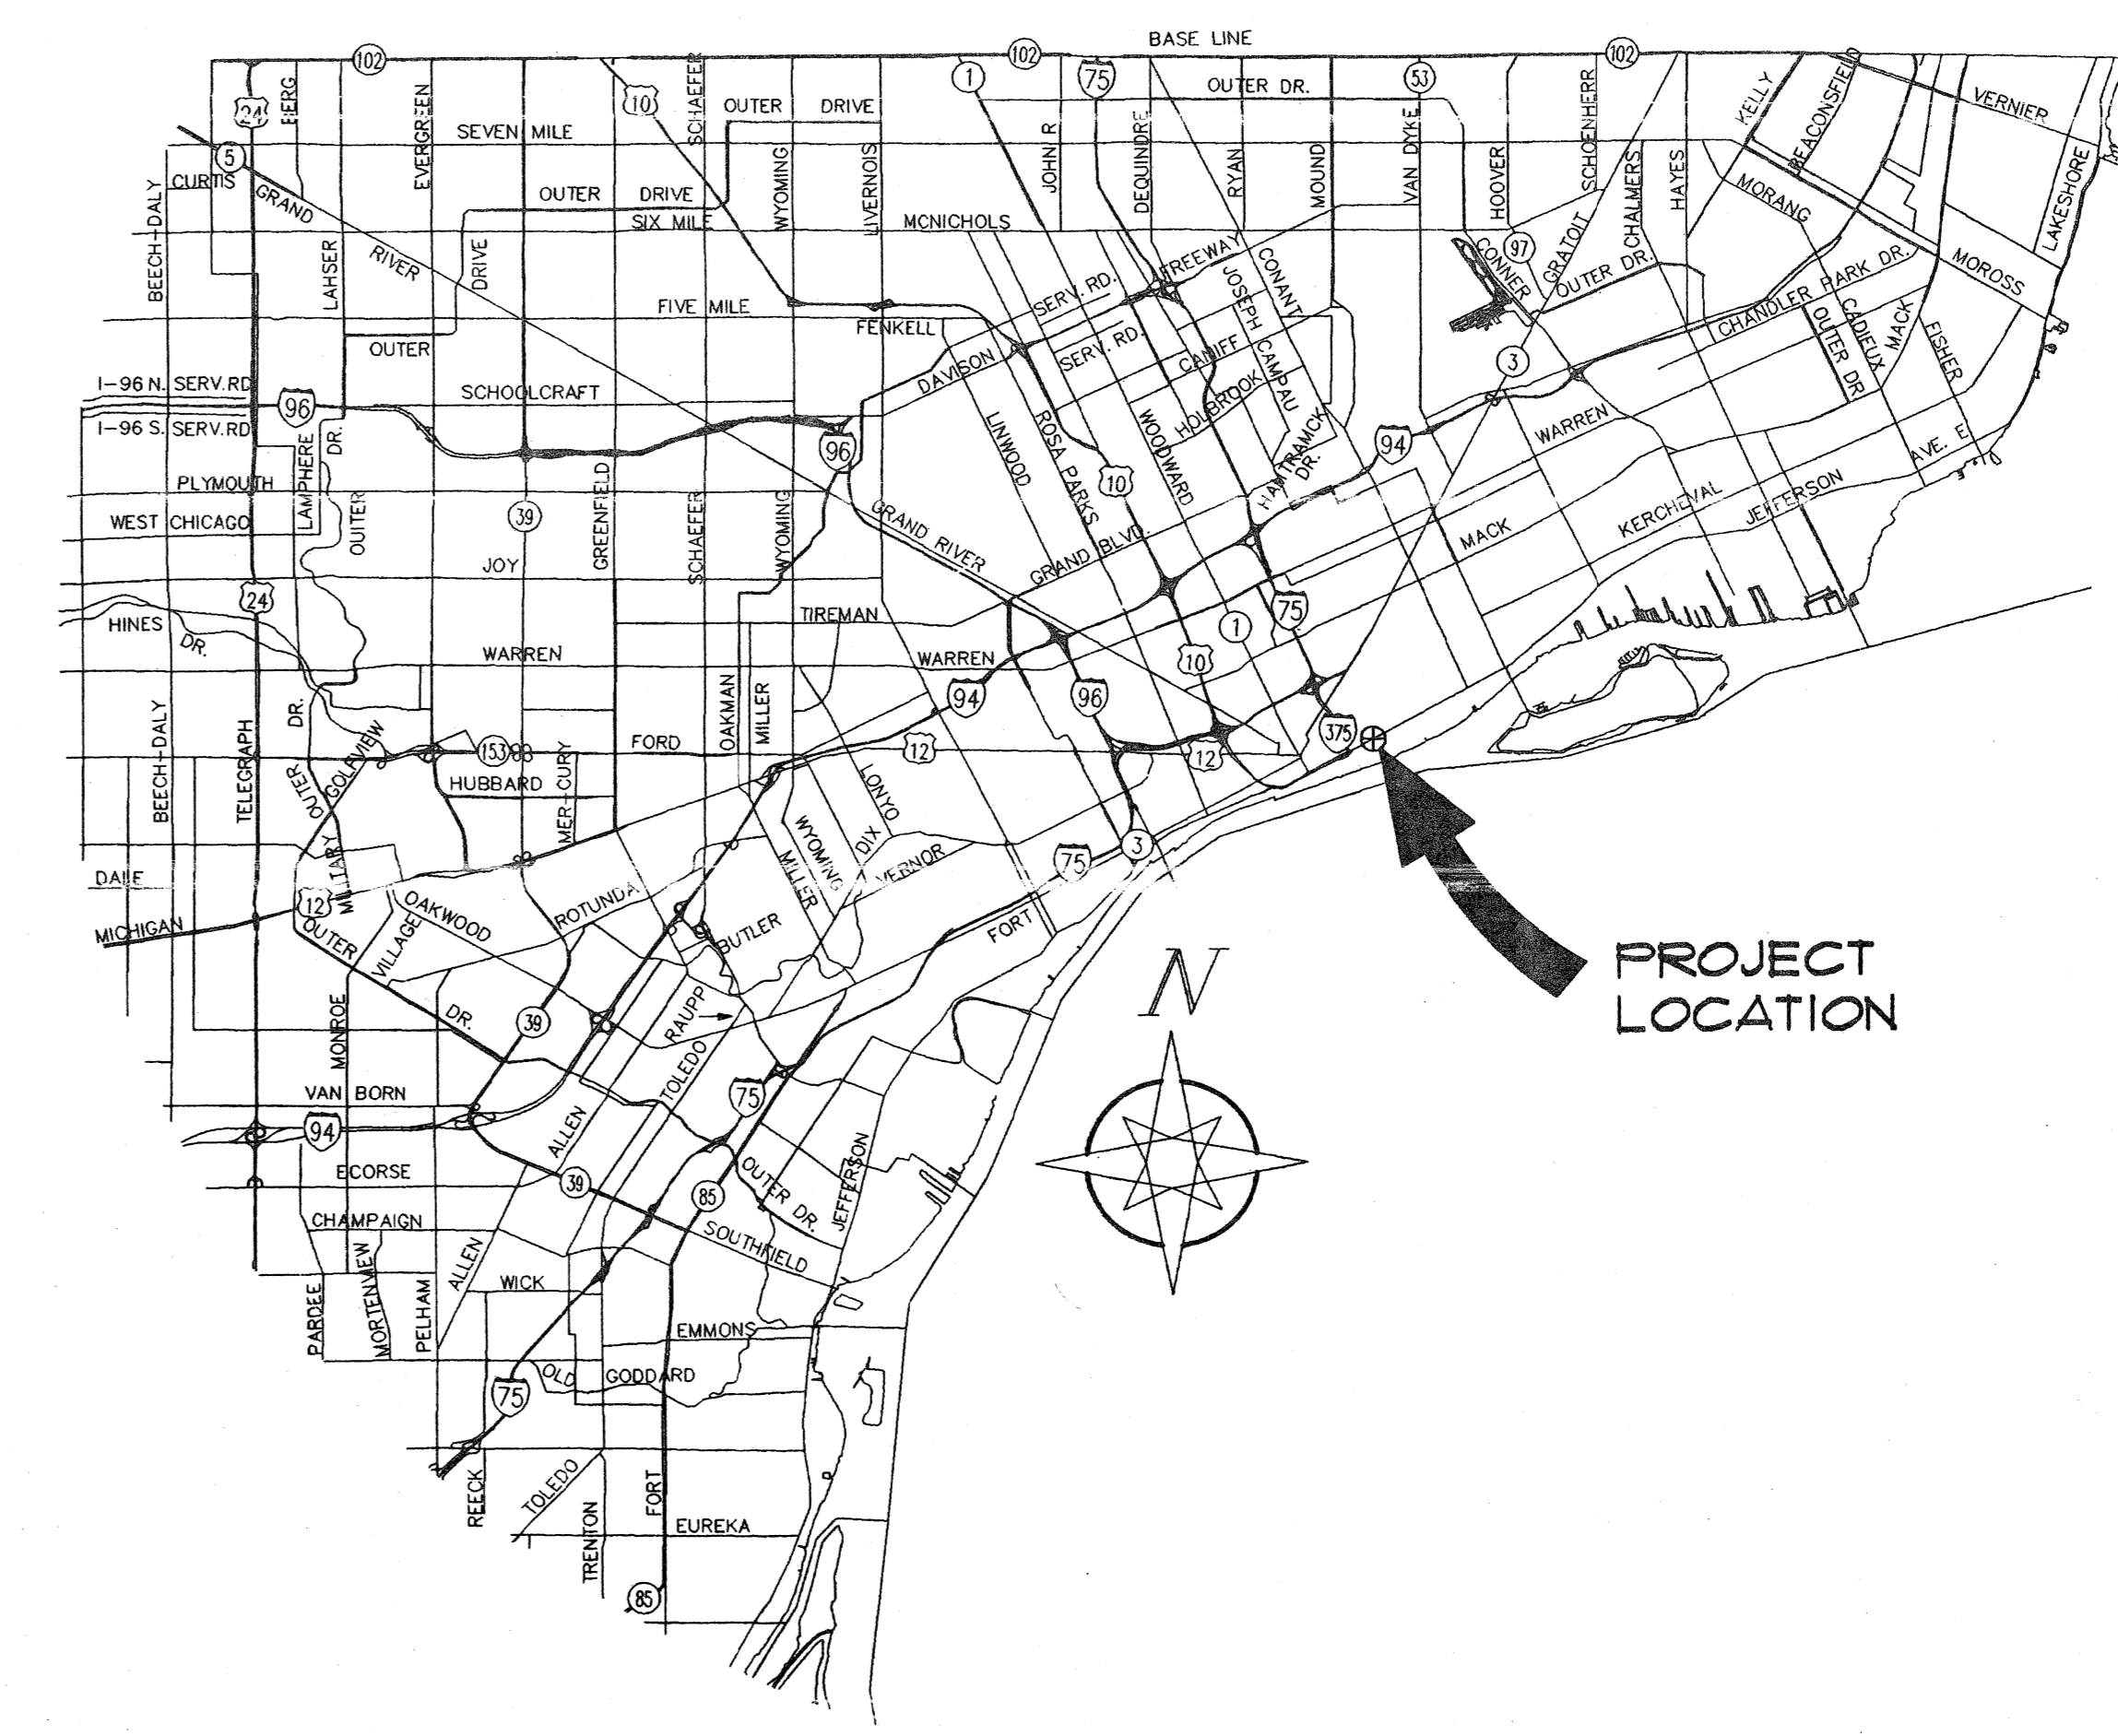 BASE LINE
102
102
102
1
75
53
24
10
EVERGREEN
SCHAEFER
OUTER DRIVE
OUTER DR.
KELLY
BEACONSFIELD
VERNIER
SEVEN MILE
5
CURTIS
GRAND
RIVER
BEECH-DALY
LAHSER
OUTER DRIVE
SIX MILE
DRIVE
WYOMING
LIVERNOIS
MCNICHOLS
JOHN R
DEQUINDRE
RYAN
MOUND
VAN DYKE
HOOVER
SCHOENHERR
CHALMERS
HAYES
MORANG
LAKESHORE
MOROSS
97
CONNER
GRATOIT
OUTER DR.
CHANDLER PARK DR.
FREEWAY
SERV. RD.
SERV. RD.
JOSEPH CAMPAU
CONANT
CANIFF
HOLBROOK
FIVE MILE
FENKELL
OUTER
DAVISON
3
OUTER DR
CADIEUX
MACK
FISHER
I-96 N. SERV.RD
96
I-96 S. SERV.RD
SCHOOLCRAFT
96
LINWOOD
ROSA PARKS
WOODWARD
10
HAMTRAMCK
DR.
94
WARREN
AVE. E
LAMPHERE
DR.
PLYMOUTH
WEST CHICAGO
OUITER
39
GREENFIELD
SCHAEFER
WYOMING
GRAND RIVER
GRAND BLVD.
MACK
KERCHEVAL
JEFFERSON
JOY
24
HINES
DR.
TIREMAN
WARREN
WARREN
1
75
10
94
96
375
BEECH-DALY
TELEGRAPH
OUTER
DR.
GOLFVIEW
153
FORD
OAKMAN
MILLER
12
12
HUBBARD
MER-CURY
LONYO
DIX
WYOMING
MILLER
VERNOR
75
3
MILITARY
MICHIGAN
12
OUTER
DR.
VILLAGE
OAKWOOD
ROTUNDA
BUTLER
FORT
PROJECT
LOCATION
N
MONROE
39
RAUPP
TOLEDO
75
VAN BORN
94
ALLEN
ECORSE
39
85
OUTER DR.
JEFFERSON
CHAMPAIGN
SOUTHFIELD
PARDEE
MORTENVIEW
PELHAM
ALLEN
WICK
EMMONS
OLD GODDARD
75
REECK
TOLEDO
TRENTON
FORT
EUREKA
85